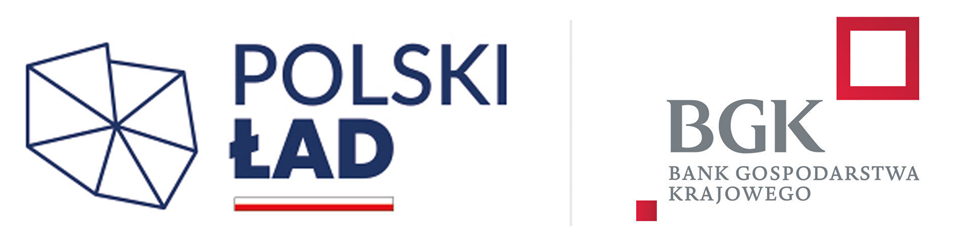 POLSKI
ŁAD
BGK
BANK GOSPODARSTWA
KRAJOWEGO